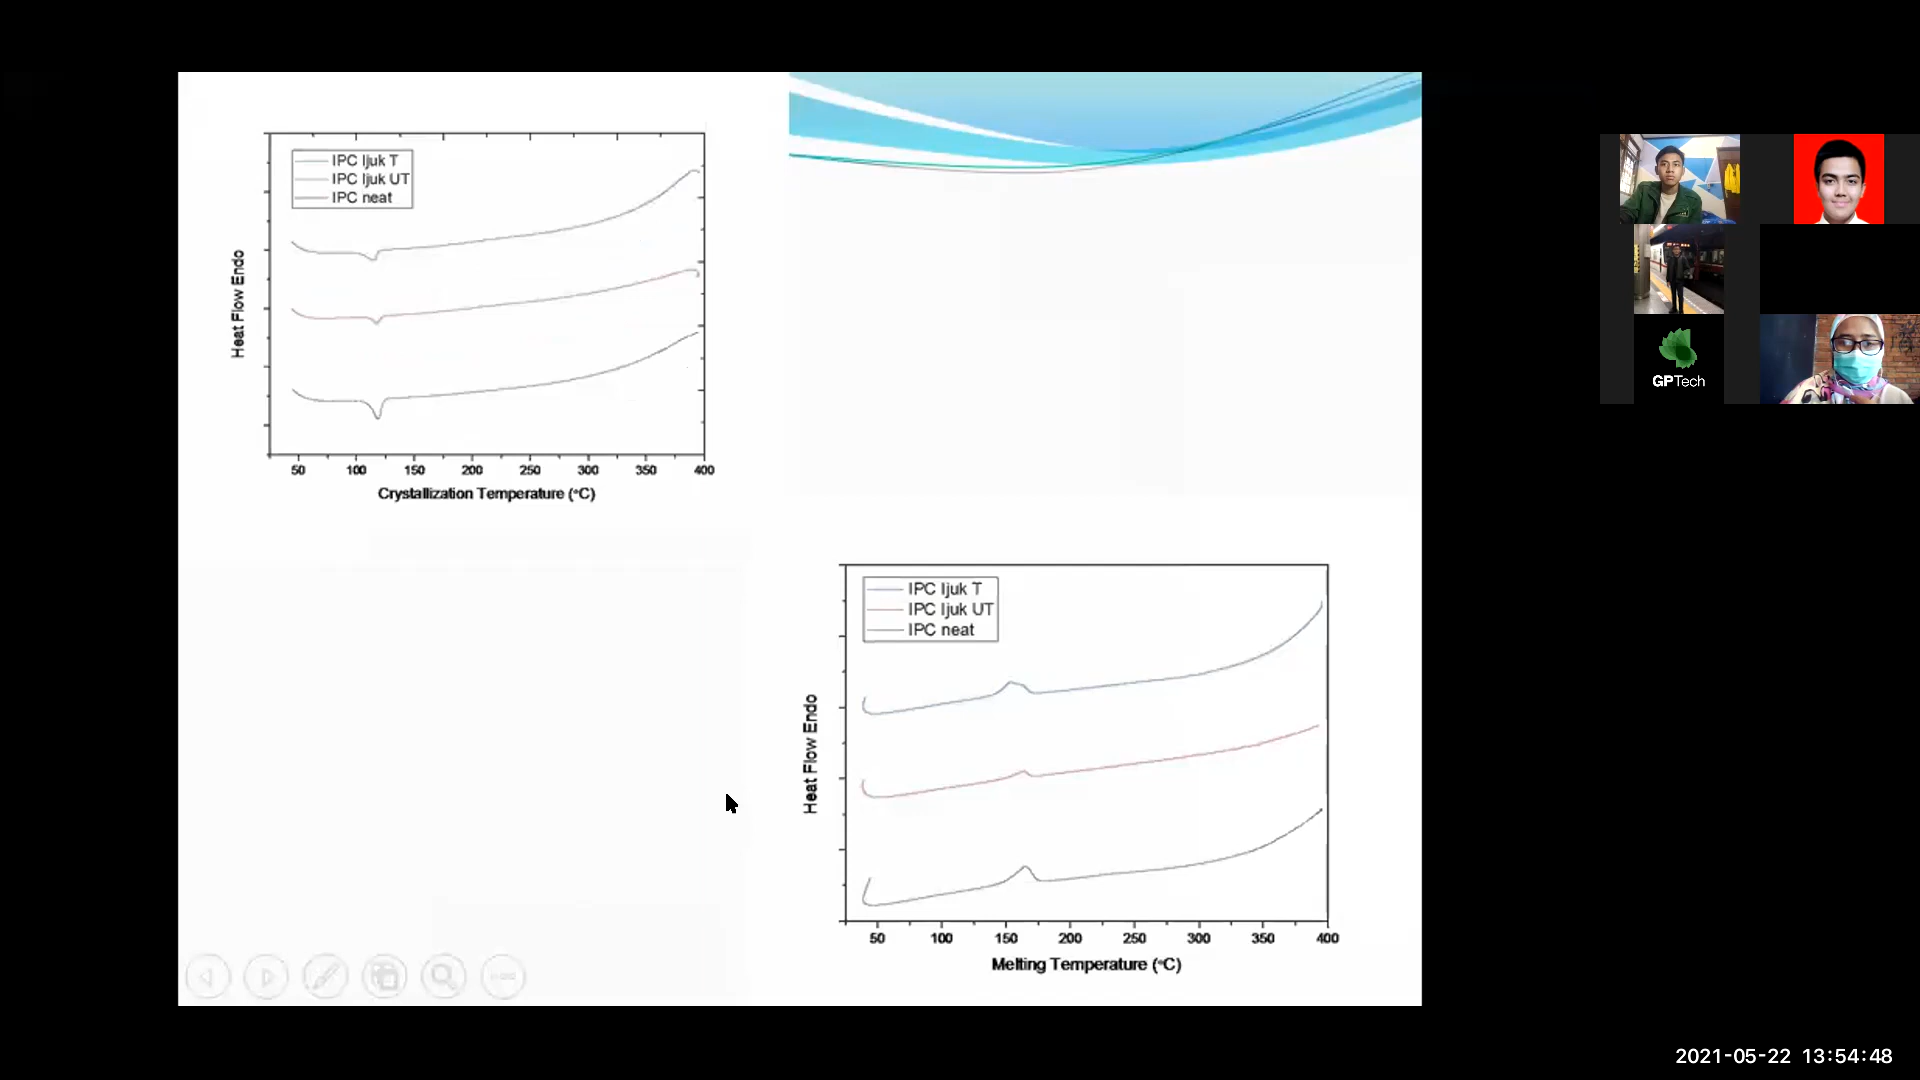 IPC Ijuk T
IPC Ijuk UT
IPC neat
Heat Flow Endo
50 100 150 200 250 300 350 400
Crystallization Temperature (°C)
IPC Ijuk T
IPC Ijuk UT
IPC neat
Heat Flow Endo
50 100 150 200 250 300 350 400
Melting Temperature (°C)
GPTech
2021-05-22 13:54:48